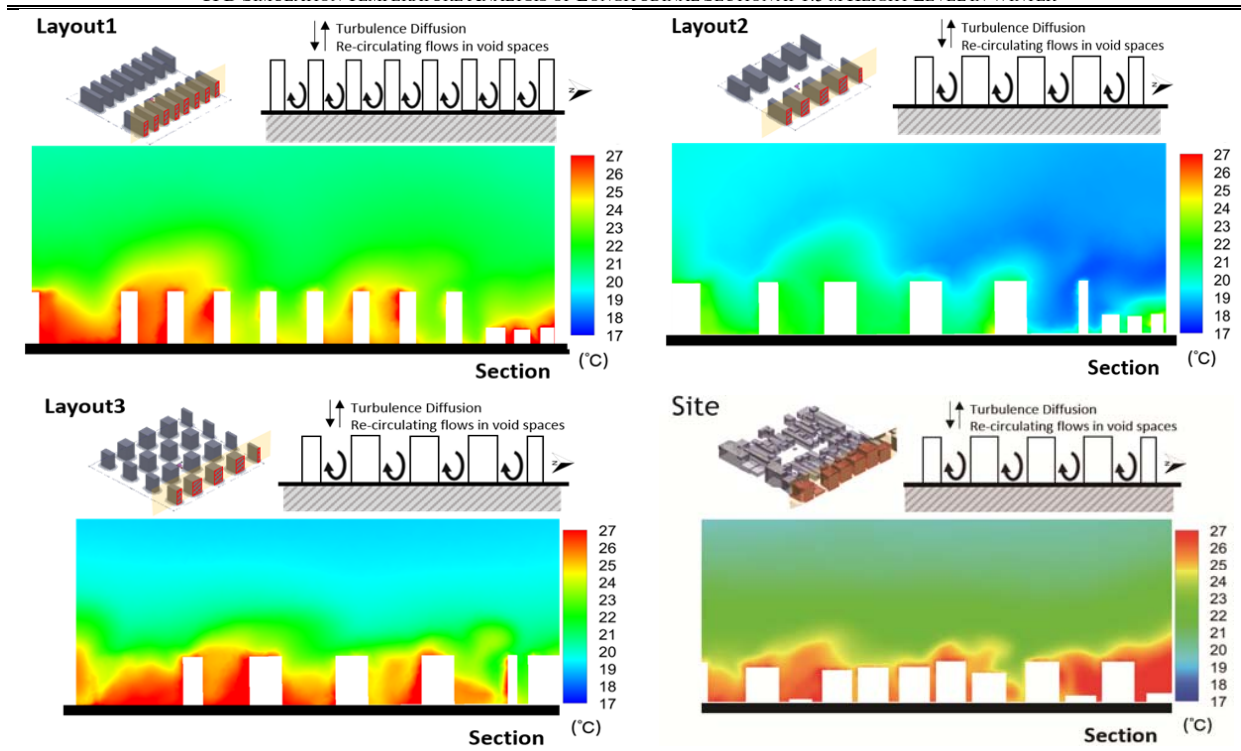 Layout1
Turbulence Diffusion
Re-circulating flows in void spaces
N
27
26
25
24
23
22
21
20
19
18
17
(°C)
Section
Layout2
Turbulence Diffusion
Re-circulating flows in void spaces
N
27
26
25
24
23
22
21
20
19
18
17
(°C)
Section
Layout3
Turbulence Diffusion
Re-circulating flows in void spaces
N
27
26
25
24
23
22
21
20
19
18
17
(°C)
Section
Site
Turbulence Diffusion
Re-circulating flows in void spaces
N
27
26
25
24
23
22
21
20
19
18
17
(°C)
Section